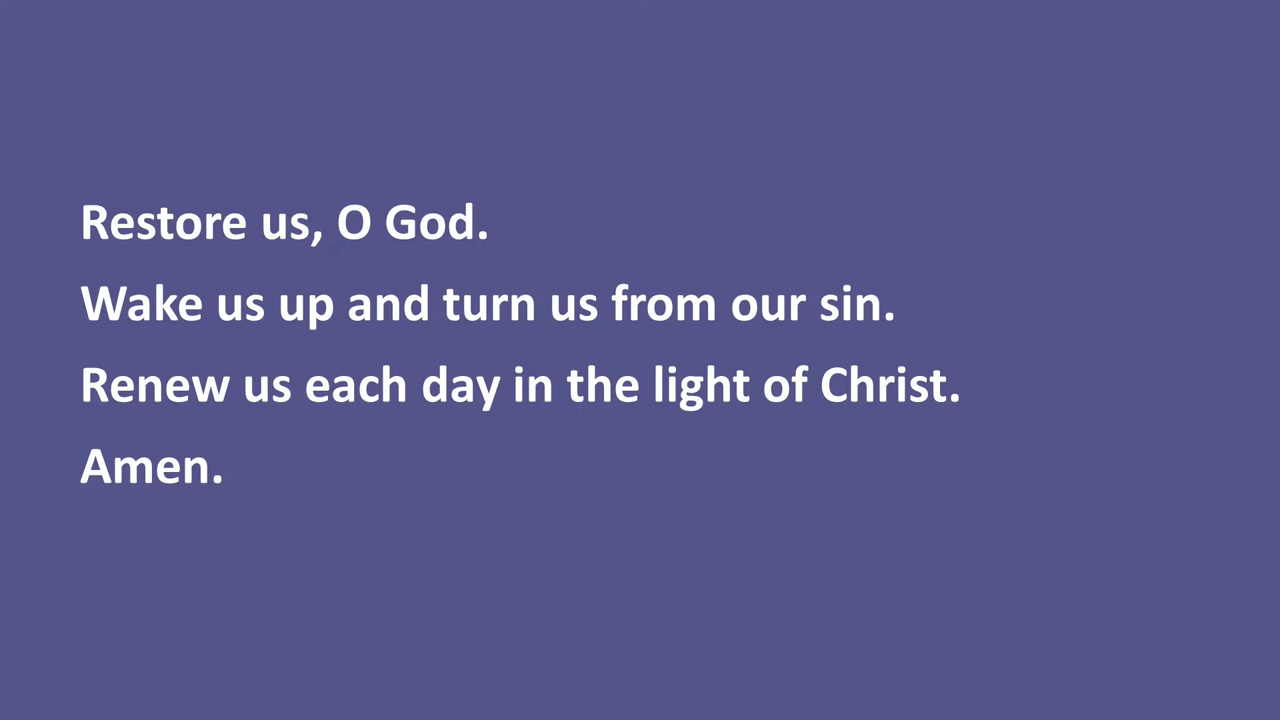 Restore us, O God.
Wake us up and turn us from our sin.
Renew us each day in the light of Christ.
Amen.